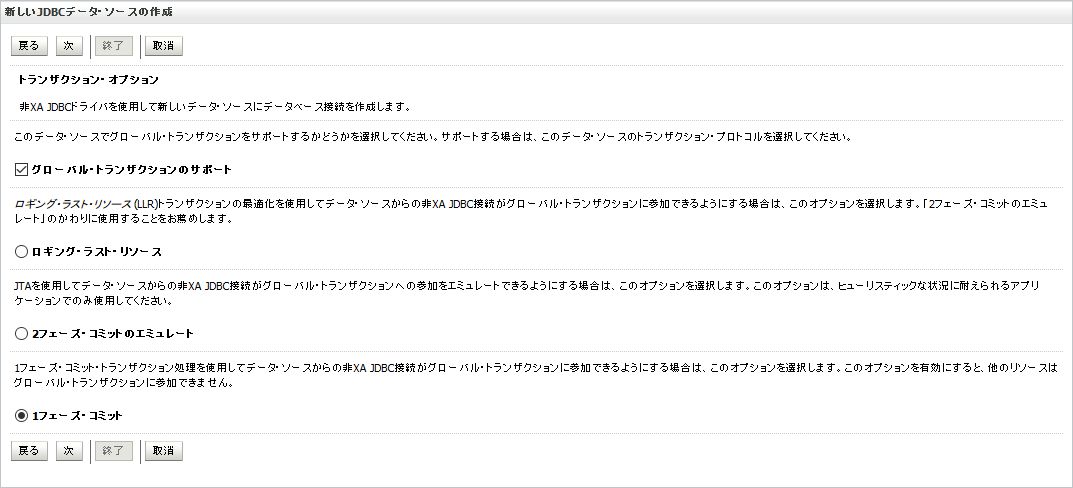 新しいJDBCデータ・ソースの作成
戻る 次 終了 取消
トランザクション・オプション
非XA JDBCドライバを使用して新しいデータ・ソースにデータベース接続を作成します。
このデータ・ソースでグローバル・トランザクションをサポートするかどうかを選択してください。サポートする場合は、このデータ・ソースのトランザクション・プロトコルを選択してください。
グローバル・トランザクションのサポート
ロギング・ラスト・リソース (LLR)トランザクションの最適化を使用してデータ・ソースからの非XA JDBC接続がグローバル・トランザクションに参加できるようにする場合は、このオプションを選択します。「2フェーズ・コミットのエミュ
レート」のかわりに使用することをお薦めします。
ロギング・ラスト・リソース
JTAを使用してデータ・ソースからの非XA JDBC接続がグローバル・トランザクションへの参加をエミュレートできるようにする場合は、このオプションを選択します。このオプションは、ヒューリスティックな状況に耐えられるアプリ
ケーションでのみ使用してください。
2フェーズ・コミットのエミュレート
1フェーズ・コミット・トランザクション処理を使用してデータ・ソースからの非XA JDBC接続がグローバル・トランザクションに参加できるようにする場合は、このオプションを選択します。このオプションを有効にすると、他のリソースは
グローバル・トランザクションに参加できません。
1フェーズ・コミット
戻る 次 終了 取消